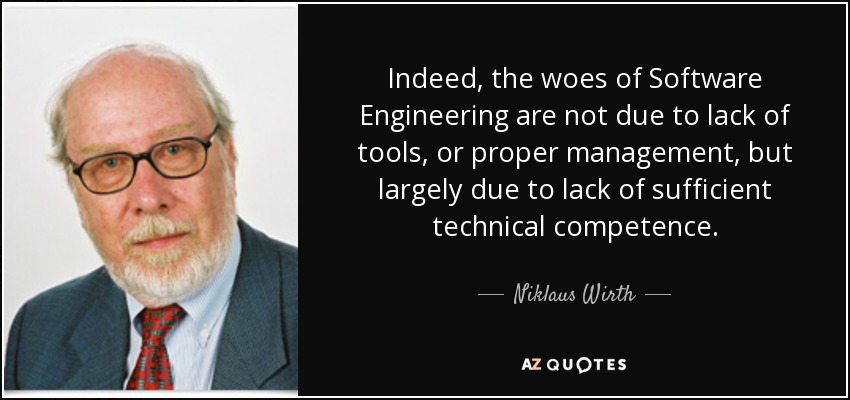 Indeed, the woes of Software
Engineering are not due to lack of
tools, or proper management, but
largely due to lack of sufficient
technical competence.
Niklaus Wirth
AZ QUOTES